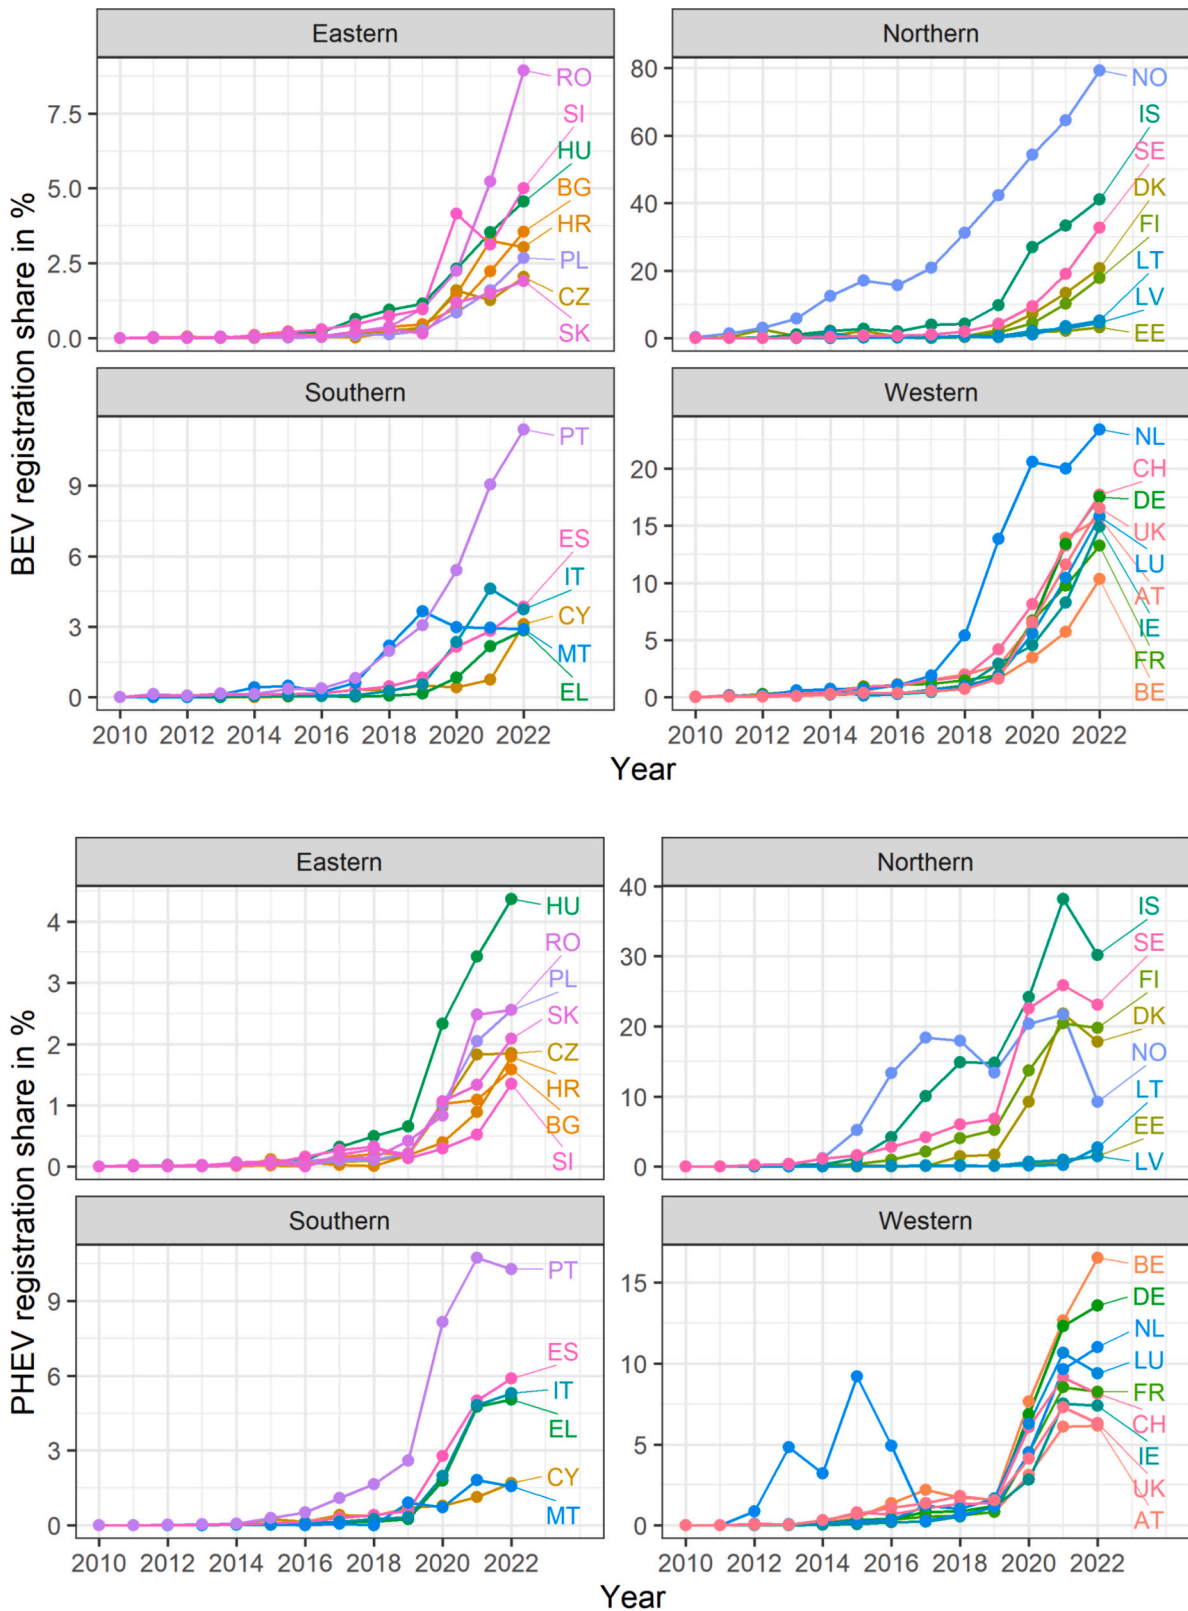 Eastern
Northern
BEV registration share in %
7.5
5.0
2.5
0.0
RO
SI
HU
BG
HR
PL
CZ
SK
80
60
40
20
0
NO
IS
SE
DK
FI
LT
LV
EE
Southern
Western
9
6
3
0
PT
ES
IT
CY
MT
EL
20
15
10
5
0
NL
CH
DE
UK
LU
AT
IE
FR
BE
2010 2012 2014 2016 2018 2020 2022
2010 2012 2014 2016 2018 2020 2022
Year
Eastern
Northern
PHEV registration share in %
4
3
2
1
0
HU
RO
PL
SK
CZ
HR
BG
SI
40
30
20
10
0
IS
SE
FI
DK
NO
LT
EE
LV
Southern
Western
9
6
3
0
PT
ES
IT
EL
CY
MT
15
10
5
0
BE
DE
NL
LU
FR
CH
IE
UK
AT
2010 2012 2014 2016 2018 2020 2022
2010 2012 2014 2016 2018 2020 2022
Year